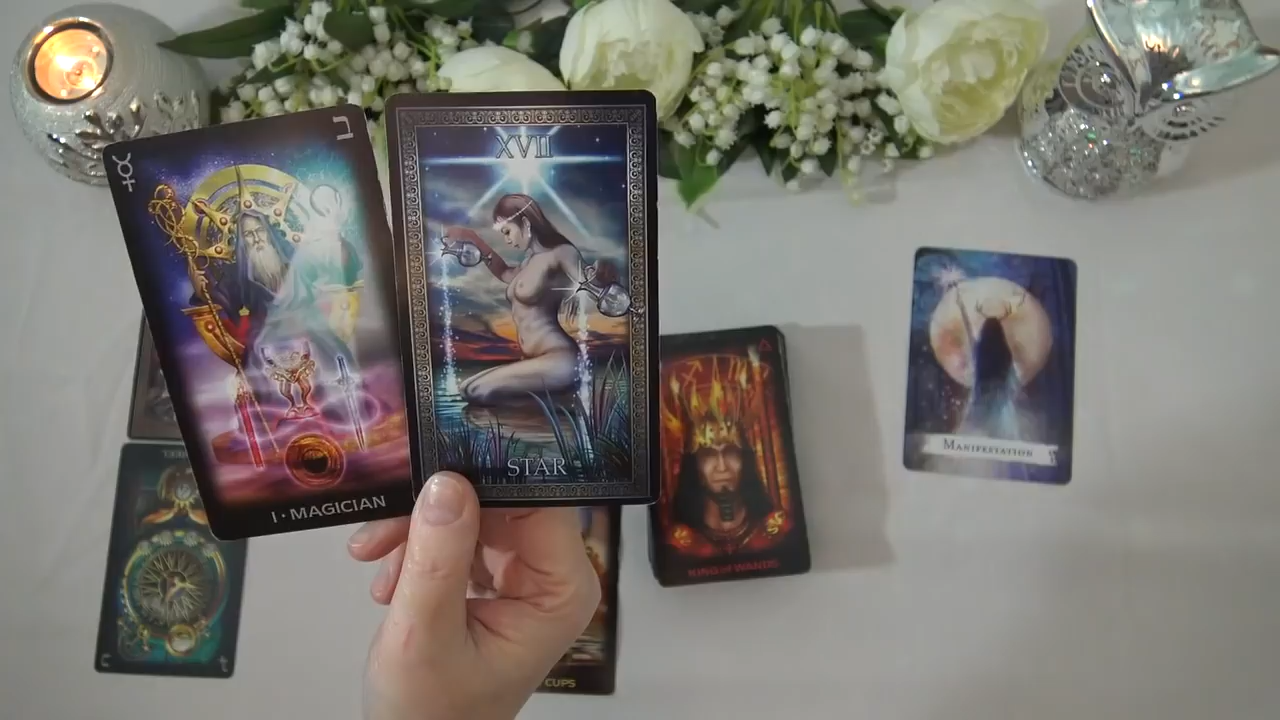 ב
I • MAGICIAN
XVII
STAR
KING OF WANDS
MANIFESTATION
CUPS